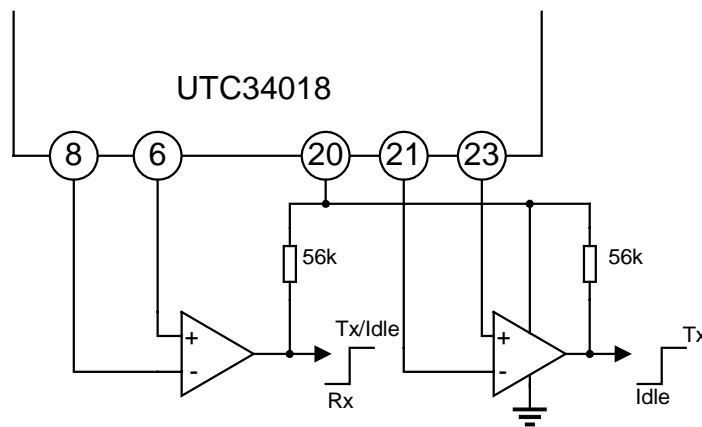 UTC34018
8
6
20
21
23
56k
56k
+
-
Tx/Idle
Rx
+
-
Tx
Idle